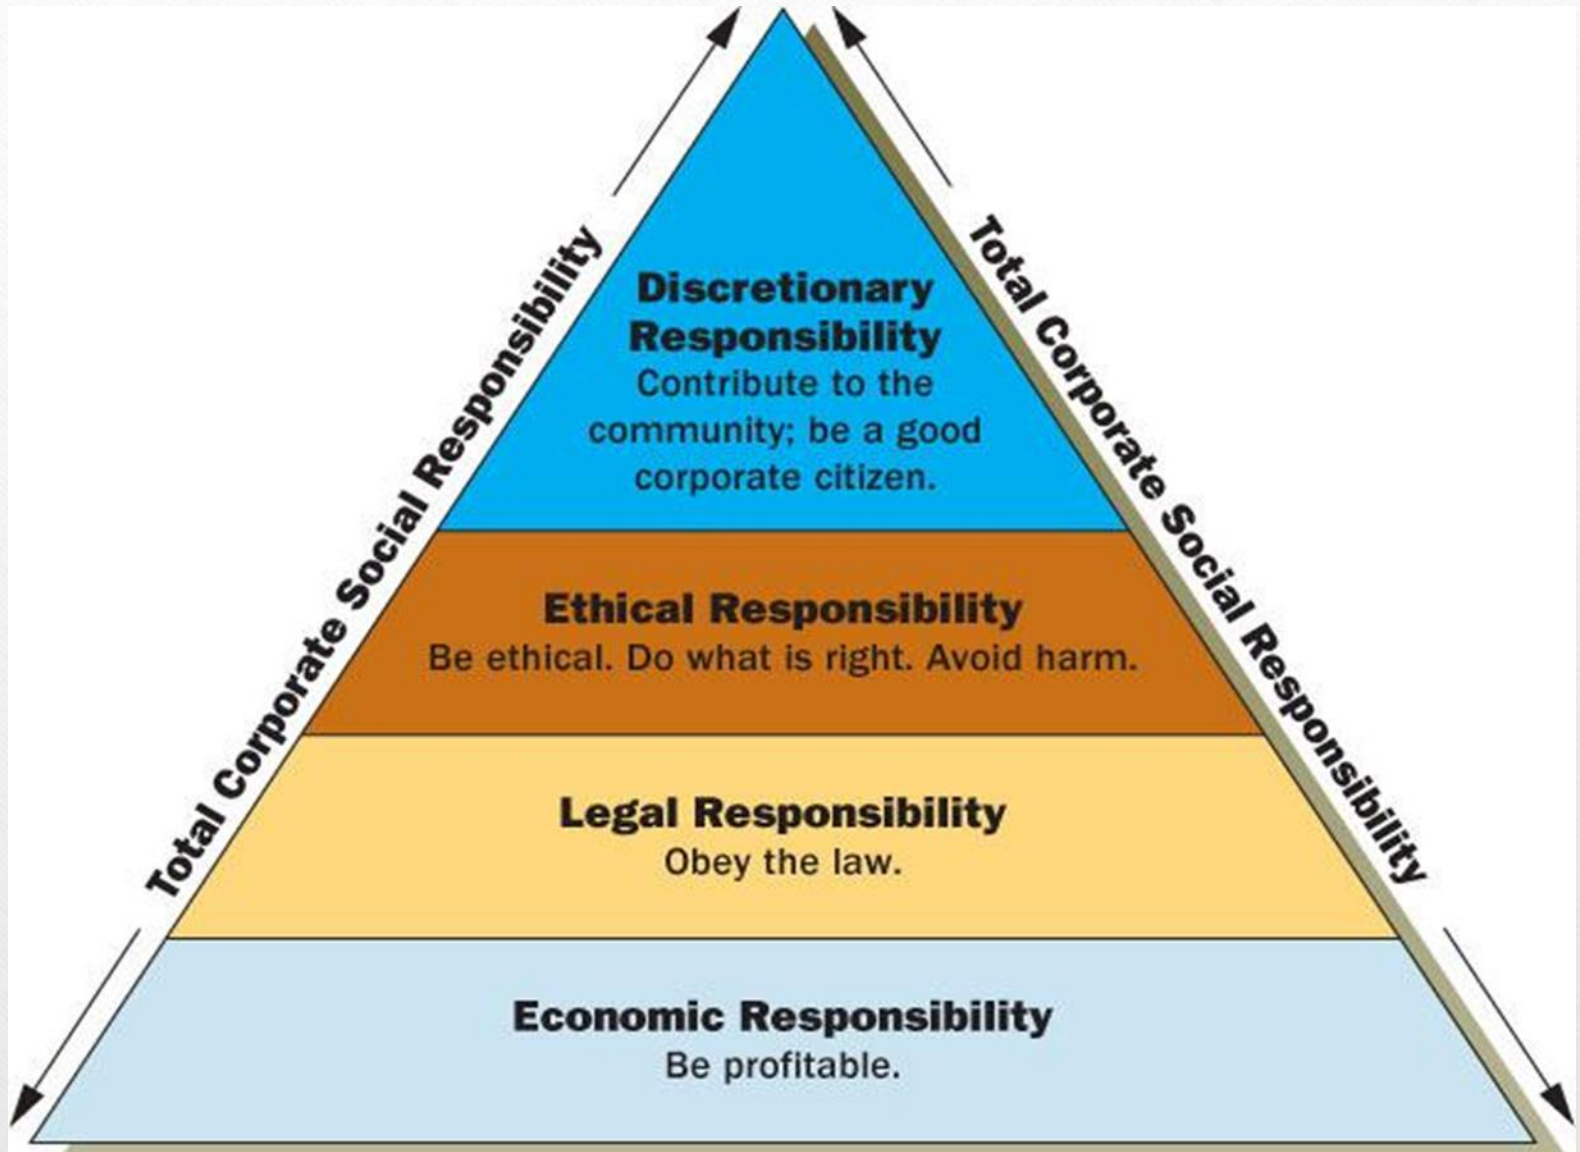 Total Corporate Social Responsibility
Total Corporate Social Responsibility
Discretionary
Responsibility
Contribute to the
community; be a good
corporate citizen.
Ethical Responsibility
Be ethical. Do what is right. Avoid harm.
Legal Responsibility
Obey the law.
Economic Responsibility
Be profitable.